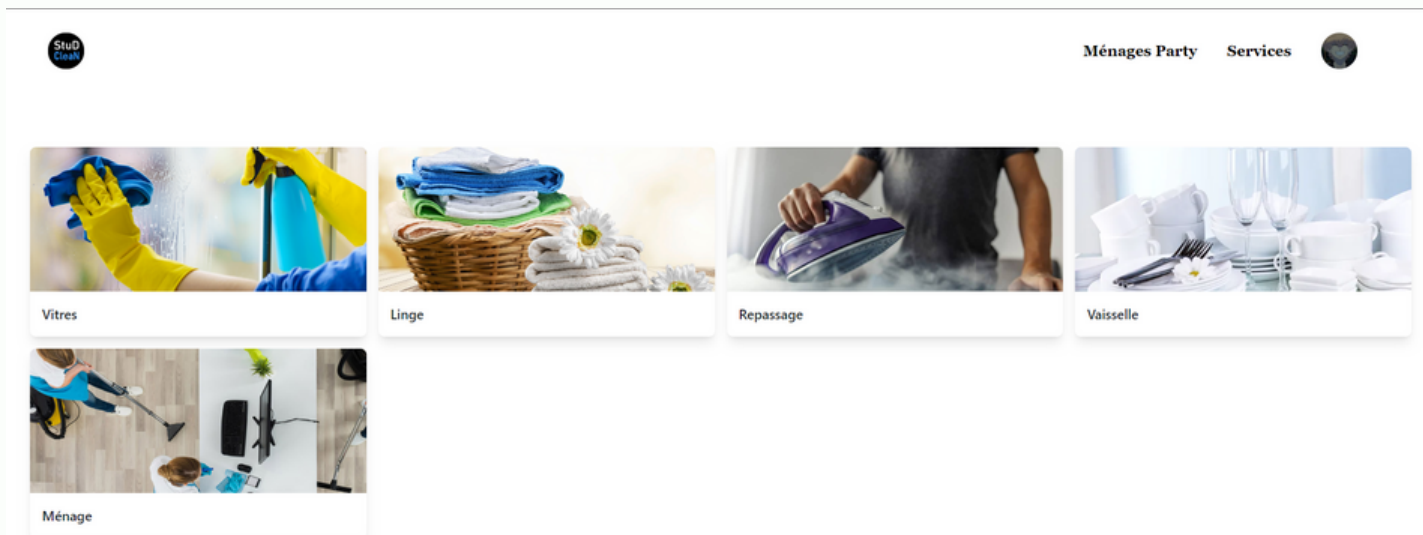 StuD
CleaN
Ménages Party
Services
Vitres
Linge
Repassage
Vaisselle
Ménage